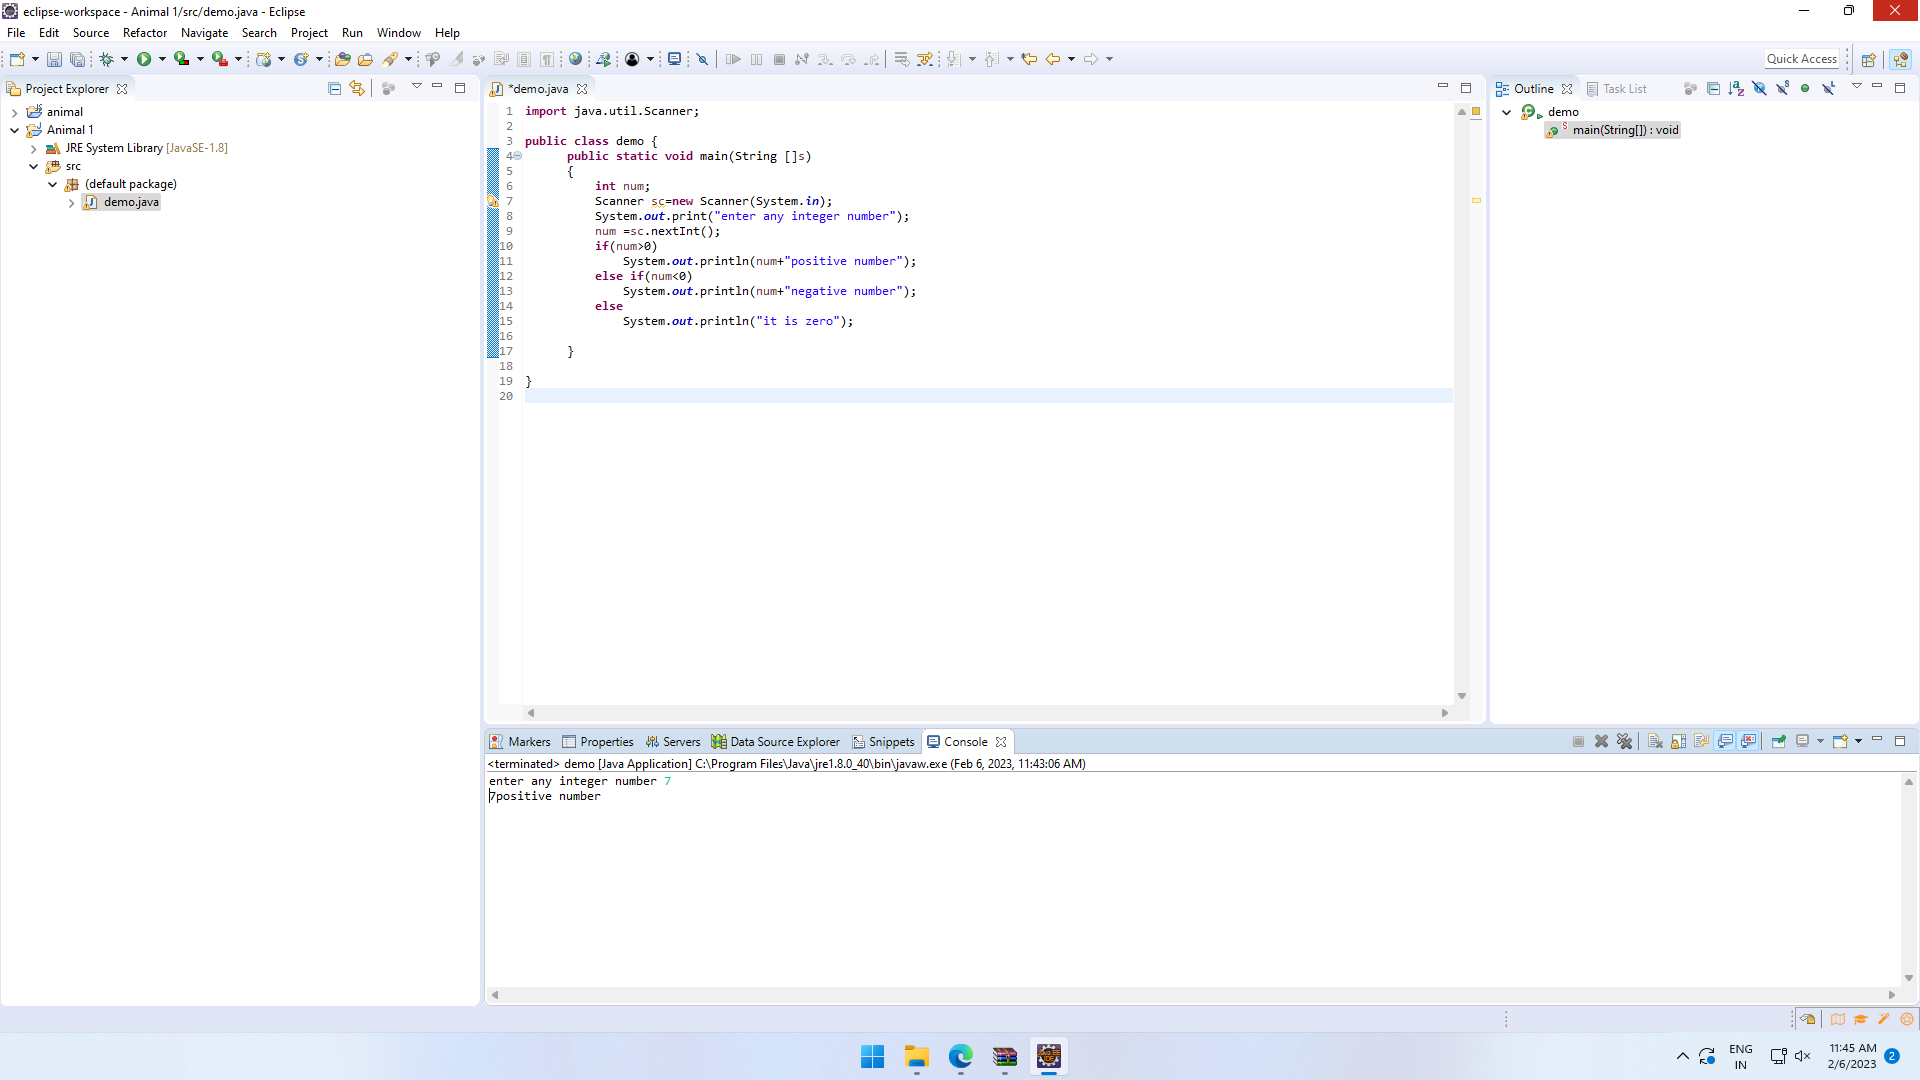 eclipse-workspace - Animal 1/src/demo.java - Eclipse
File Edit Source Refactor Navigate Search Project Run Window Help
Quick Access
Project Explorer
animal
Animal 1
JRE System Library [JavaSE-1.8]
src
(default package)
demo.java
*demo.java
1 import java.util.Scanner;
2
3 public class demo {
4 public static void main(String []s)
5 {
6 int num;
7 Scanner sc=new Scanner(System.in);
8 System.out.print("enter any integer number");
9 num =sc.nextInt();
10 if(num>0)
11 System.out.println(num+"positive number");
12 else if(num<0)
13 System.out.println(num+"negative number");
14 else
15 System.out.println("it is zero");
16
17 }
18
19 }
20
Outline Task List
demo
main(String[]) : void
Markers Properties Servers Data Source Explorer Snippets Console
<terminated> demo [Java Application] C:\Program Files\Java\jre1.8.0_40\bin\javaw.exe (Feb 6, 2023, 11:43:06 AM)
enter any integer number 7
7positive number
ENG
IN
11:45 AM
2/6/2023
2